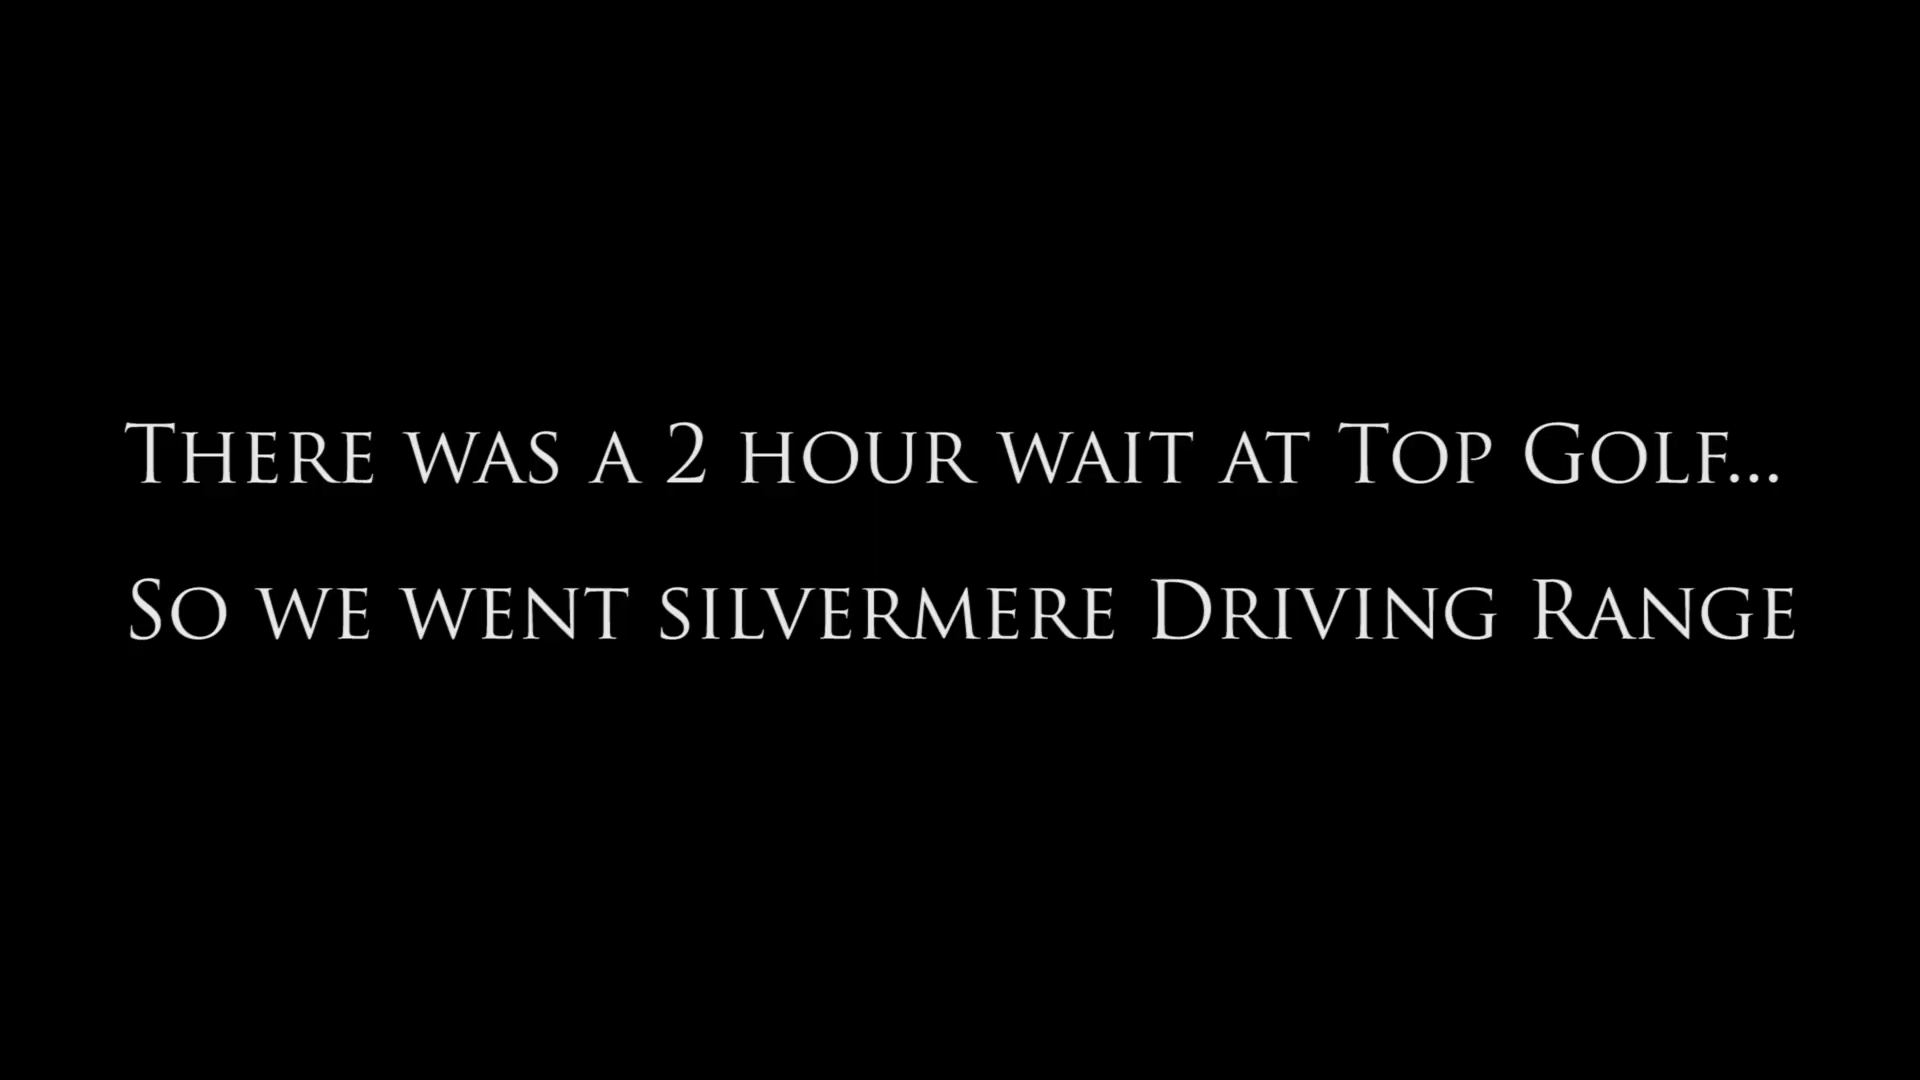 There was a 2 hour wait at Top Golf...
So we went silvermere Driving Range